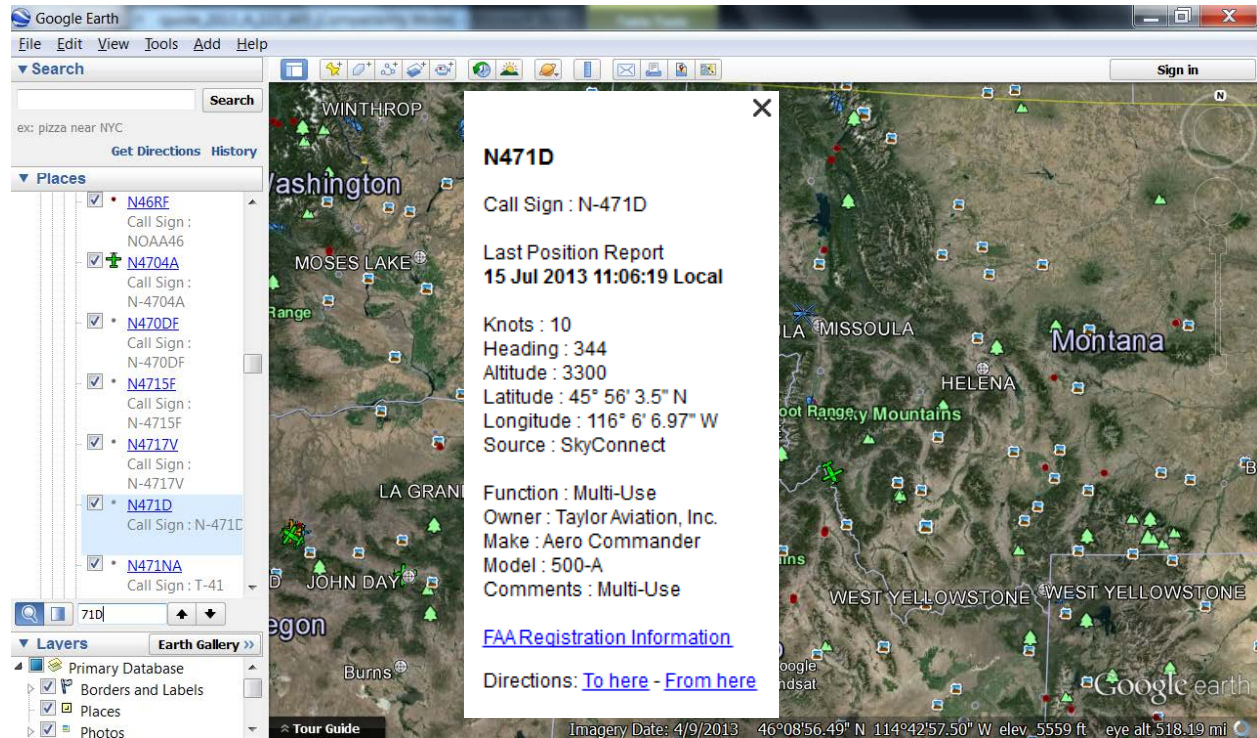 Google Earth
File Edit View Tools Add Help
▼ Search
Search
ex: pizza near NYC
Get Directions History
▼ Places
N46RF
Call Sign :
NOAA46
N4704A
Call Sign :
N-4704A
N470DF
Call Sign :
N-470DF
N4715F
Call Sign :
N-4715F
N4717V
Call Sign :
N-4717V
N471D
Call Sign : N-471D
N471NA
Call Sign : T-41
71D
▼ Layers
Earth Gallery »
Primary Database
Borders and Labels
Places
Photos
Sign in
N
WINTHROP
ashington
MOSES LAKE
Range
LA GRAN
JOHN DAY
egon
Burns
Tour Guide
N471D
Call Sign : N-471D
Last Position Report
15 Jul 2013 11:06:19 Local
Knots : 10
Heading : 344
Altitude : 3300
Latitude : 45° 56' 3.5" N
Longitude : 116° 6' 6.97" W
Source : SkyConnect
Function : Multi-Use
Owner : Taylor Aviation, Inc.
Make : Aero Commander
Model : 500-A
Comments : Multi-Use
FAA Registration Information
Directions: To here - From here
MISSOULA
Montana
HELENA
oot Range
y Mountains
ins
WEST YELLOWSTONE
WEST YELLOWSTONE
oogle
ndsat
Google earth
Imagery Date: 4/9/2013 46°08'56.49" N 114°42'57.50" W elev 5559 ft eye alt 518.19 mi